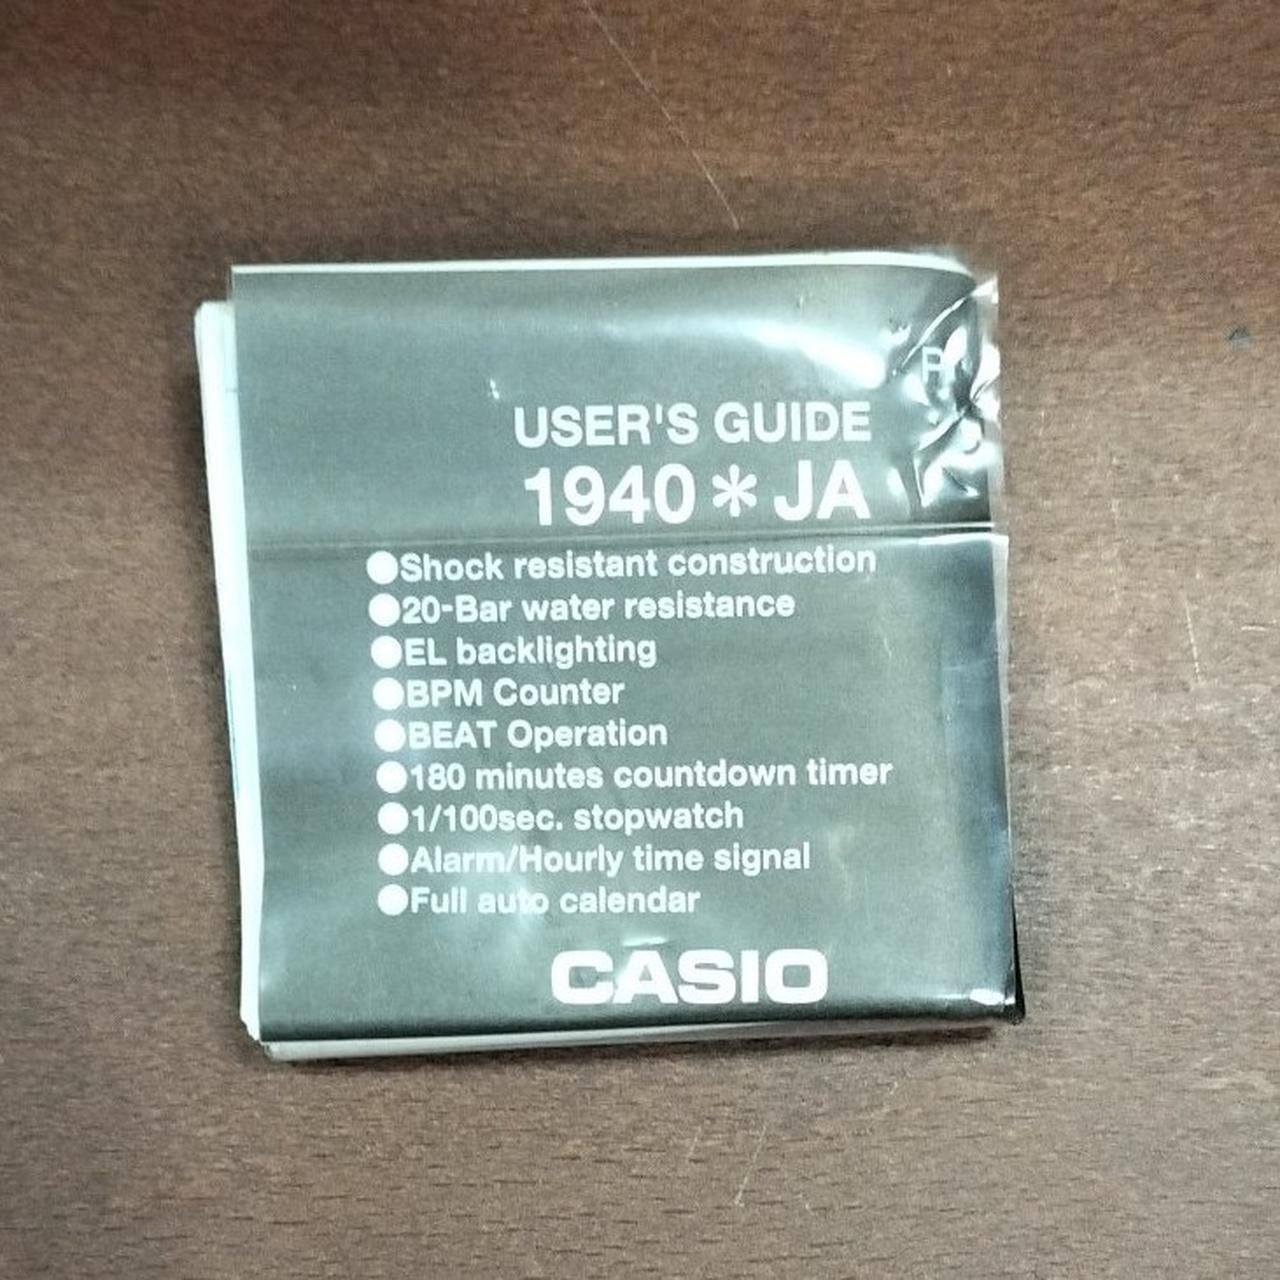 USER'S GUIDE
1940＊JA
●Shock resistant construction
●20-Bar water resistance
●EL backlighting
●BPM Counter
●BEAT Operation
●180 minutes countdown timer
●1/100sec. stopwatch
●Alarm/Hourly time signal
●Full auto calendar
CASIO